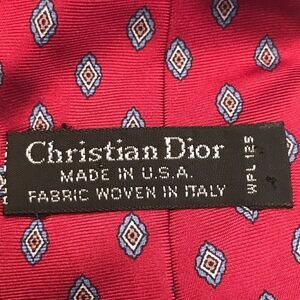 Christian Dior
MADE IN U.S.A.
FABRIC WOVEN IN ITALY
WPL 125